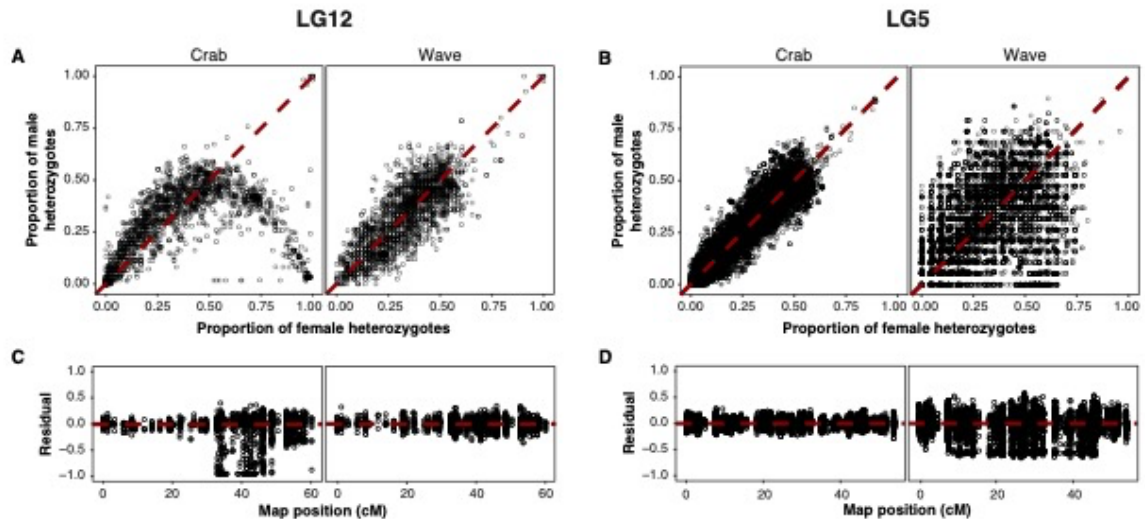 LG12
LG5
A
Crab
Wave
B
Crab
Wave
Proportion of male
heterozygotes
1.00
0.75
0.50
0.25
0.00
0.00 0.25 0.50 0.75 1.00
0.00 0.25 0.50 0.75 1.00
Proportion of female heterozygotes
Proportion of male
heterozygotes
1.00
0.75
0.50
0.25
0.00
0.00 0.25 0.50 0.75 1.00
0.00 0.25 0.50 0.75 1.00
Proportion of female heterozygotes
C
Residual
1.0
0.5
0.0
−0.5
−1.0
0 20 40 60
0 20 40 60
Map position (cM)
D
Residual
1.0
0.5
0.0
−0.5
−1.0
0 20 40
0 20 40
Map position (cM)